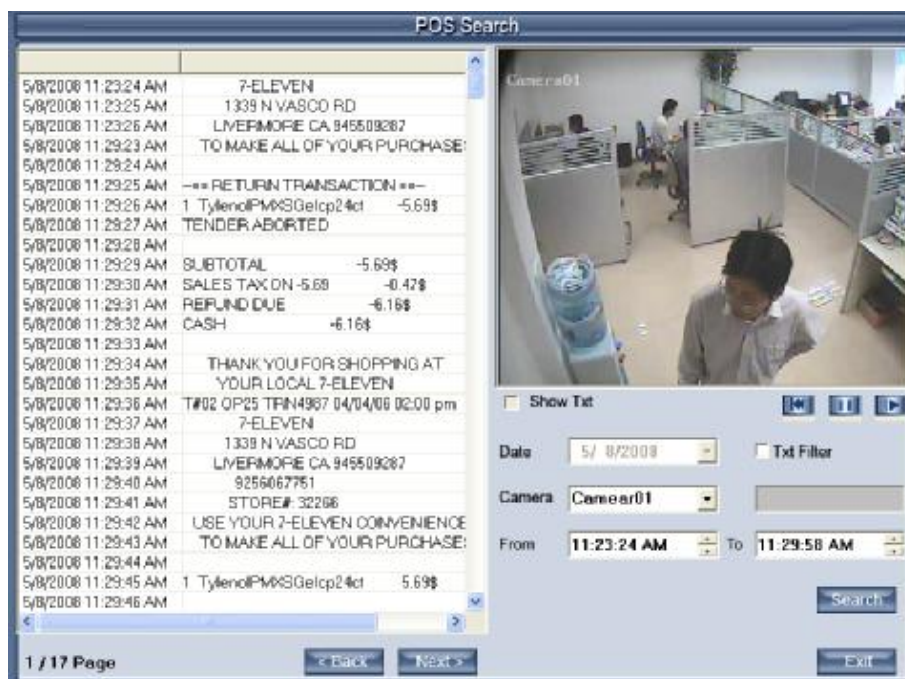 POS Search
5/8/2008 11:23:24 AM 7-ELEVEN
5/8/2008 11:23:25 AM 1339 N VASCO RD
5/8/2008 11:23:26 AM LIVERMORE CA 945509287
5/8/2008 11:29:23 AM TO MAKE ALL OF YOUR PURCHASE
5/8/2008 11:29:24 AM
5/8/2008 11:29:25 AM -== RETURN TRANSACTION ==-
5/8/2008 11:29:26 AM 1 TylienolPMXSGelcp24ct -5.69$
5/8/2008 11:29:27 AM TENDER ABORTED
5/8/2008 11:29:28 AM
5/8/2008 11:29:29 AM SUBTOTAL -5.69$
5/8/2008 11:29:30 AM SALES TAX ON -5.69 -0.47$
5/8/2008 11:29:31 AM REFUND DUE -6.16$
5/8/2008 11:29:32 AM CASH -6.16$
5/8/2008 11:29:33 AM
5/8/2008 11:29:34 AM THANK YOU FOR SHOPPING AT
5/8/2008 11:29:35 AM YOUR LOCAL 7-ELEVEN
5/8/2008 11:29:36 AM T#02 OP25 TRN4987 04/04/06 02:00 pm
5/8/2008 11:29:37 AM 7-ELEVEN
5/8/2008 11:29:38 AM 1339 N VASCO RD
5/8/2008 11:29:39 AM LIVERMORE CA 945509287
5/8/2008 11:29:40 AM 9256067751
5/8/2008 11:29:41 AM STORE#: 32266
5/8/2008 11:29:42 AM USE YOUR 7-ELEVEN CONVENIENCE
5/8/2008 11:29:43 AM TO MAKE ALL OF YOUR PURCHASE
5/8/2008 11:29:44 AM
5/8/2008 11:29:45 AM 1 TylienolPMXSGelcp24ct 5.69$
5/8/2008 11:29:46 AM
1 / 17 Page
< Back
Next >
Camera01
Show Txt
Date 5/ 8/2008
Txt Filter
Camera Camear01
From 11:23:24 AM To 11:29:58 AM
Search
Exit